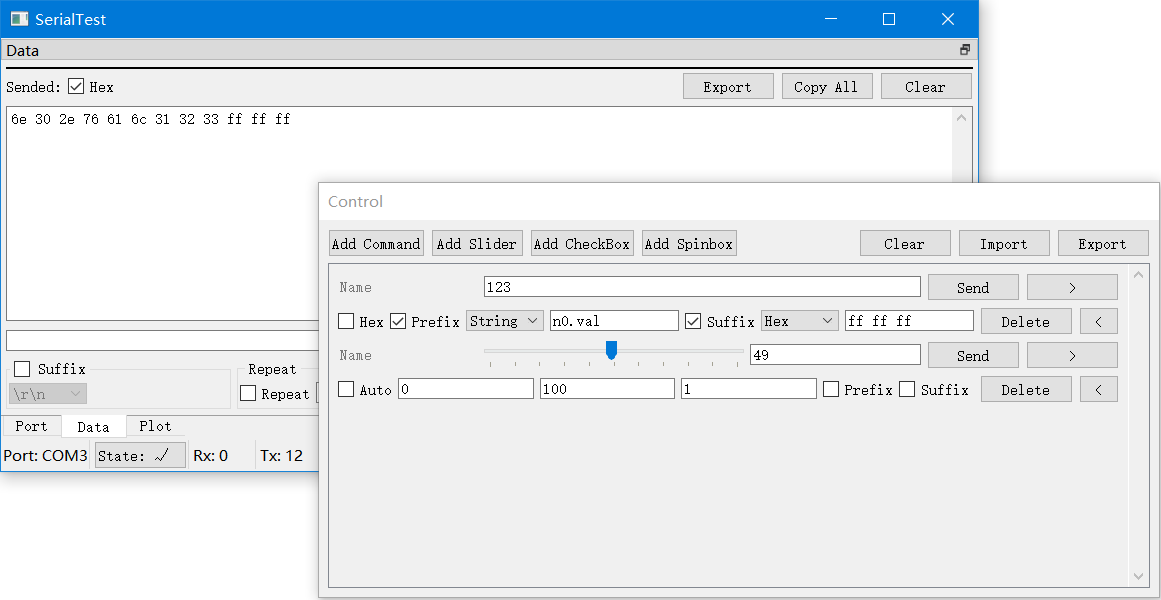 SerialTest
Data
Sended: Hex Export Copy All Clear
6e 30 2e 76 61 6c 31 32 33 ff ff ff
Control
Add Command Add Slider Add CheckBox Add Spinbox Clear Import Export
Name 123 Send >
Hex Prefix String n0.val Suffix Hex ff ff ff Delete <
Name 49 Send >
Auto 0 100 1 Prefix Suffix Delete <
Suffix Repeat
\r\n Repeat
Port Data Plot
Port: COM3 State: ✓ Rx: 0 Tx: 12